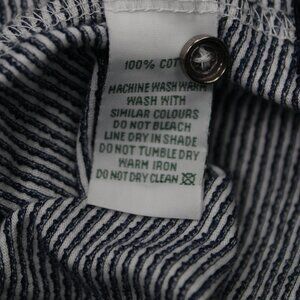 100% COT
MACHINE WASH WARM
WASH WITH
SIMILAR COLOURS
DO NOT BLEACH
LINE DRY IN SHADE
DO NOT TUMBLE DRY
WARM IRON
DO NOT DRY CLEAN